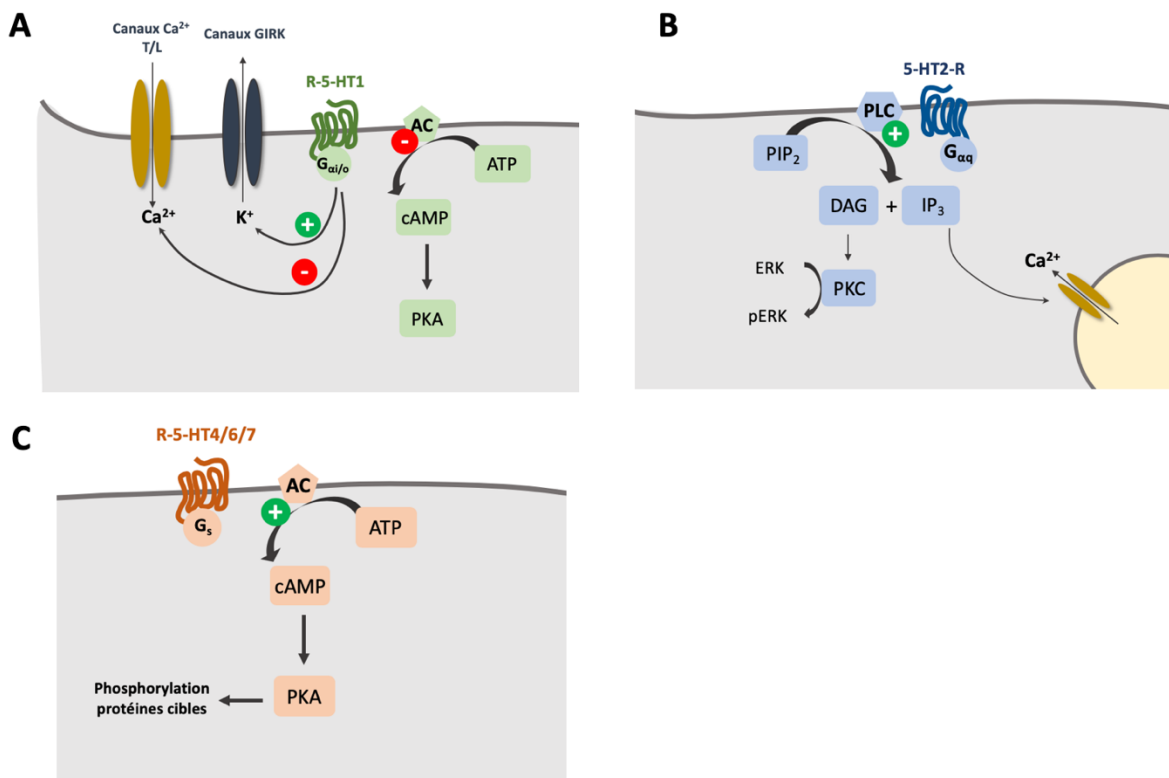 A
Canaux Ca²⁺
T/L
Canaux GIRK
R-5-HT1
AC
-
Gαi/o
ATP
Ca²⁺
K⁺
+
cAMP
-
PKA
B
5-HT2-R
PLC
+
PIP₂
Gαq
DAG + IP₃
Ca²⁺
ERK
PKC
pERK
C
R-5-HT4/6/7
AC
+
Gs
ATP
cAMP
Phosphorylation
protéines cibles
PKA